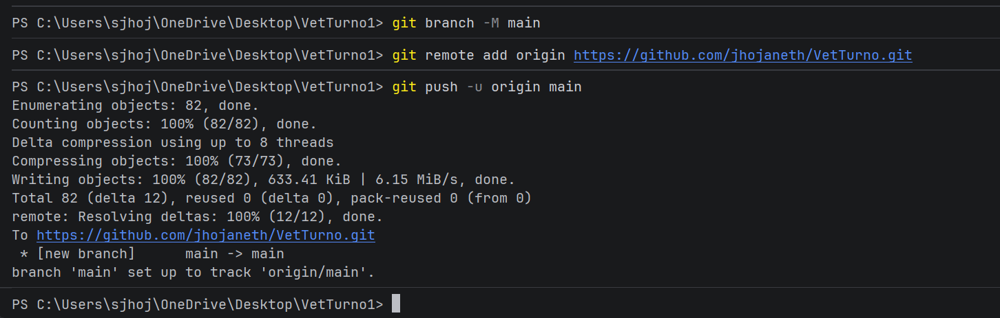 PS C:\Users\sjhoj\OneDrive\Desktop\VetTurno1> git branch -M main
PS C:\Users\sjhoj\OneDrive\Desktop\VetTurno1> git remote add origin https://github.com/jhojaneth/VetTurno.git
PS C:\Users\sjhoj\OneDrive\Desktop\VetTurno1> git push -u origin main
Enumerating objects: 82, done.
Counting objects: 100% (82/82), done.
Delta compression using up to 8 threads
Compressing objects: 100% (73/73), done.
Writing objects: 100% (82/82), 633.41 KiB | 6.15 MiB/s, done.
Total 82 (delta 12), reused 0 (delta 0), pack-reused 0 (from 0)
remote: Resolving deltas: 100% (12/12), done.
To https://github.com/jhojaneth/VetTurno.git
 * [new branch]      main -> main
branch 'main' set up to track 'origin/main'.
PS C:\Users\sjhoj\OneDrive\Desktop\VetTurno1>